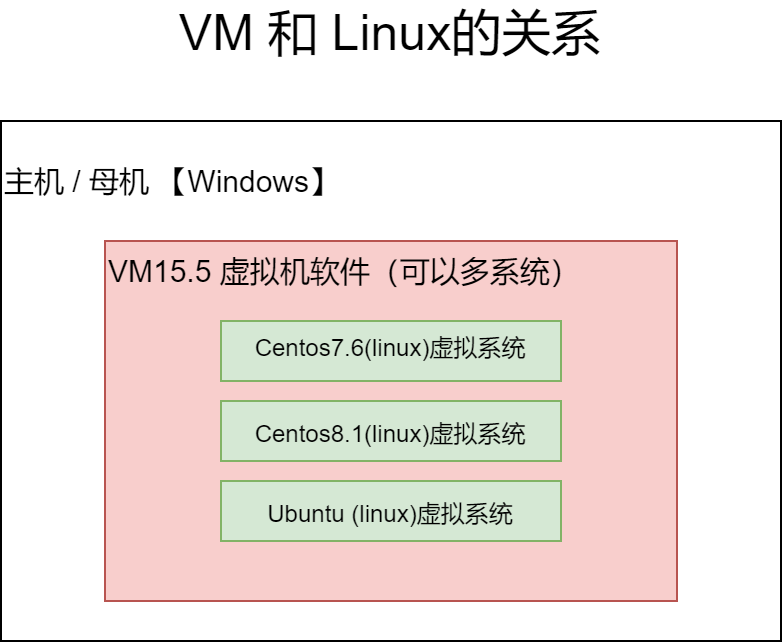 VM 和 Linux的关系
主机 / 母机 【Windows】
VM15.5 虚拟机软件（可以多系统）
Centos7.6(linux)虚拟系统
Centos8.1(linux)虚拟系统
Ubuntu (linux)虚拟系统